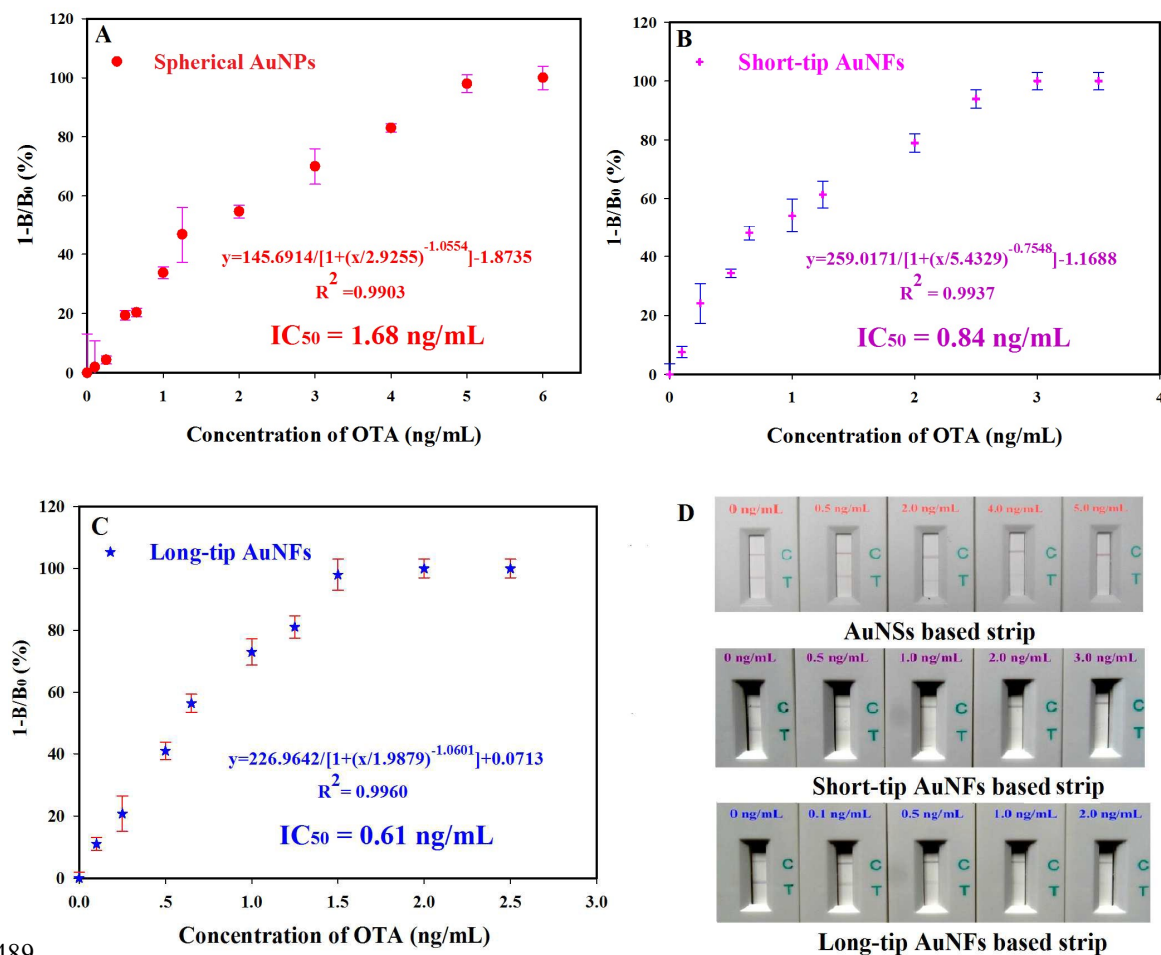 A
Spherical AuNPs
120
100
80
60
40
20
0
1-B/B0 (%)
y=145.6914/[1+(x/2.9255)^-1.0554]-1.8735
R^2 =0.9903
IC50 = 1.68 ng/mL
0 1 2 3 4 5 6
Concentration of OTA (ng/mL)
B
Short-tip AuNFs
120
100
80
60
40
20
0
1-B/B0 (%)
y=259.0171/[1+(x/5.4329)^-0.7548]-1.1688
R^2 = 0.9937
IC50 = 0.84 ng/mL
0 1 2 3 4
Concentration of OTA (ng/mL)
C
Long-tip AuNFs
120
100
80
60
40
20
0
1-B/B0 (%)
y=226.9642/[1+(x/1.9879)^-1.0601]+0.0713
R^2= 0.9960
IC50 = 0.61 ng/mL
0.0 .5 1.0 1.5 2.0 2.5 3.0
Concentration of OTA (ng/mL)
D
0 ng/mL 0.5 ng/mL 2.0 ng/mL 4.0 ng/mL 5.0 ng/mL
C C C C C
T T T T T
AuNSs based strip
0 ng/mL 0.5 ng/mL 1.0 ng/mL 2.0 ng/mL 3.0 ng/mL
C C C C C
T T T T T
Short-tip AuNFs based strip
0 ng/mL 0.1 ng/mL 0.5 ng/mL 1.0 ng/mL 2.0 ng/mL
C C C C C
T T T T T
Long-tip AuNFs based strip